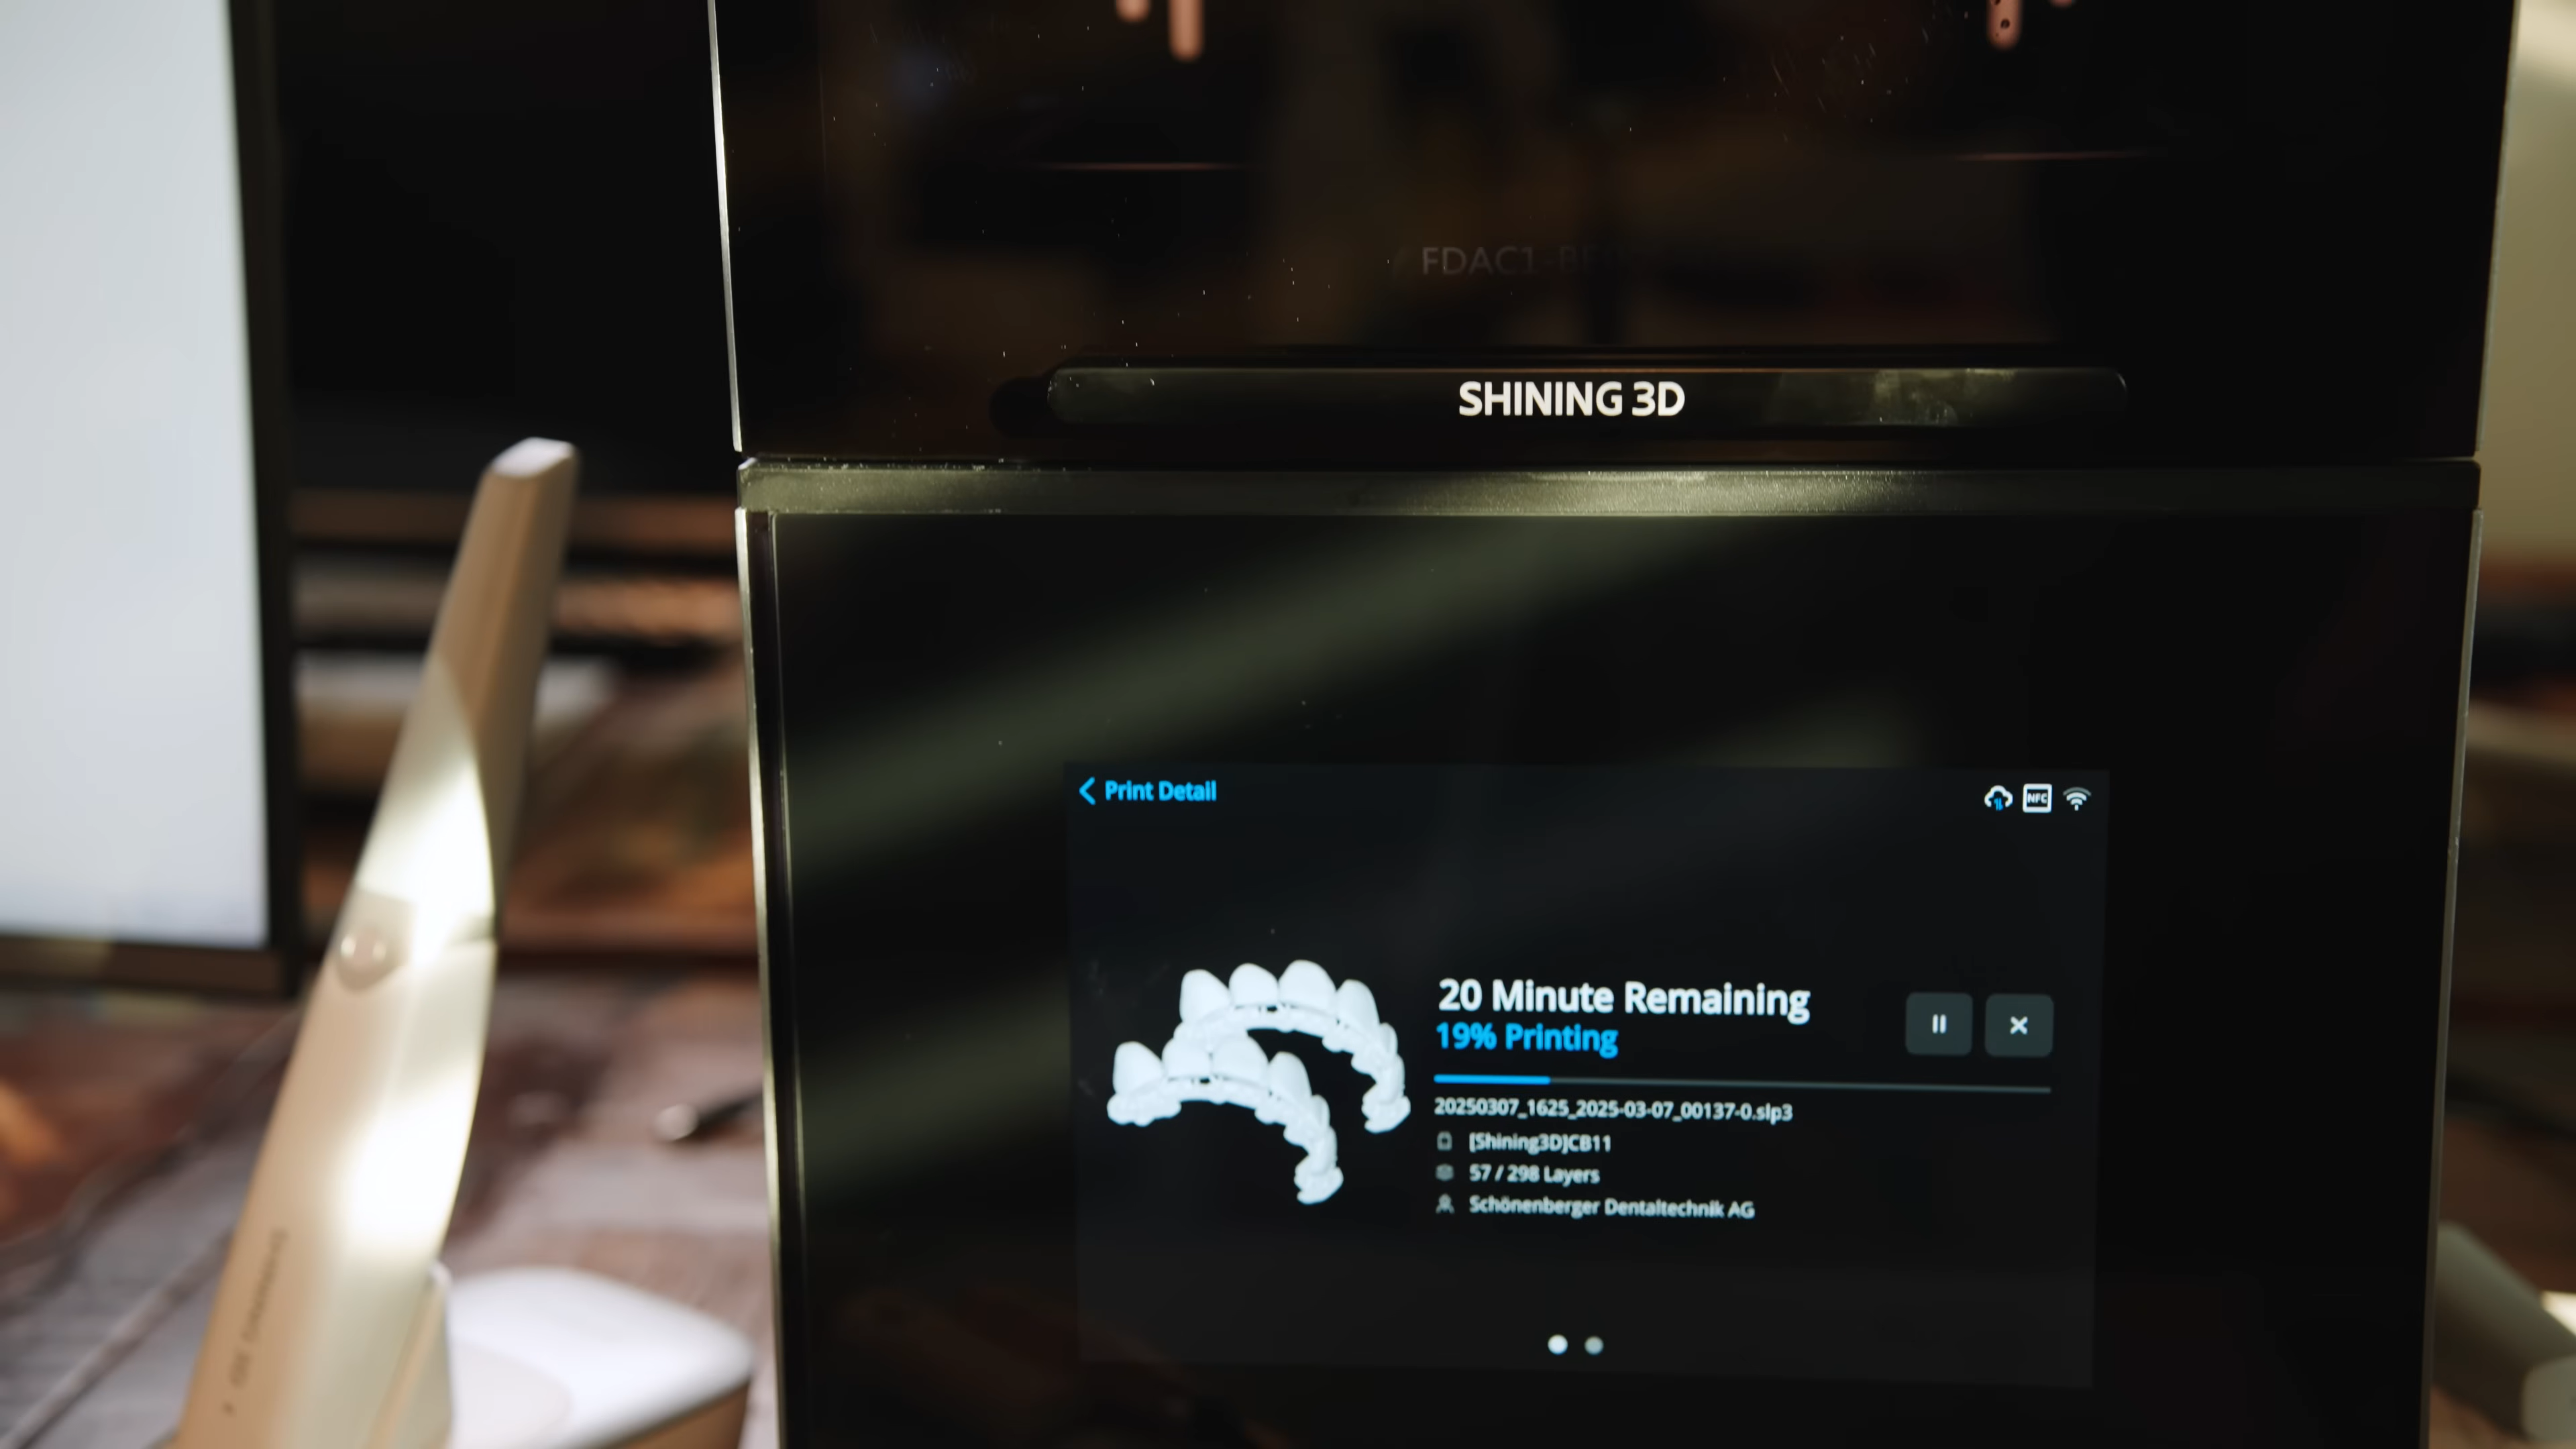 SHINING 3D
Print Detail
NFC
20 Minute Remaining
19% Printing
20250307_1625_2025-03-07_00137-0.slp3
[Shining3D]CB11
57 / 298 Layers
Schönenberger Dentaltechnik AG